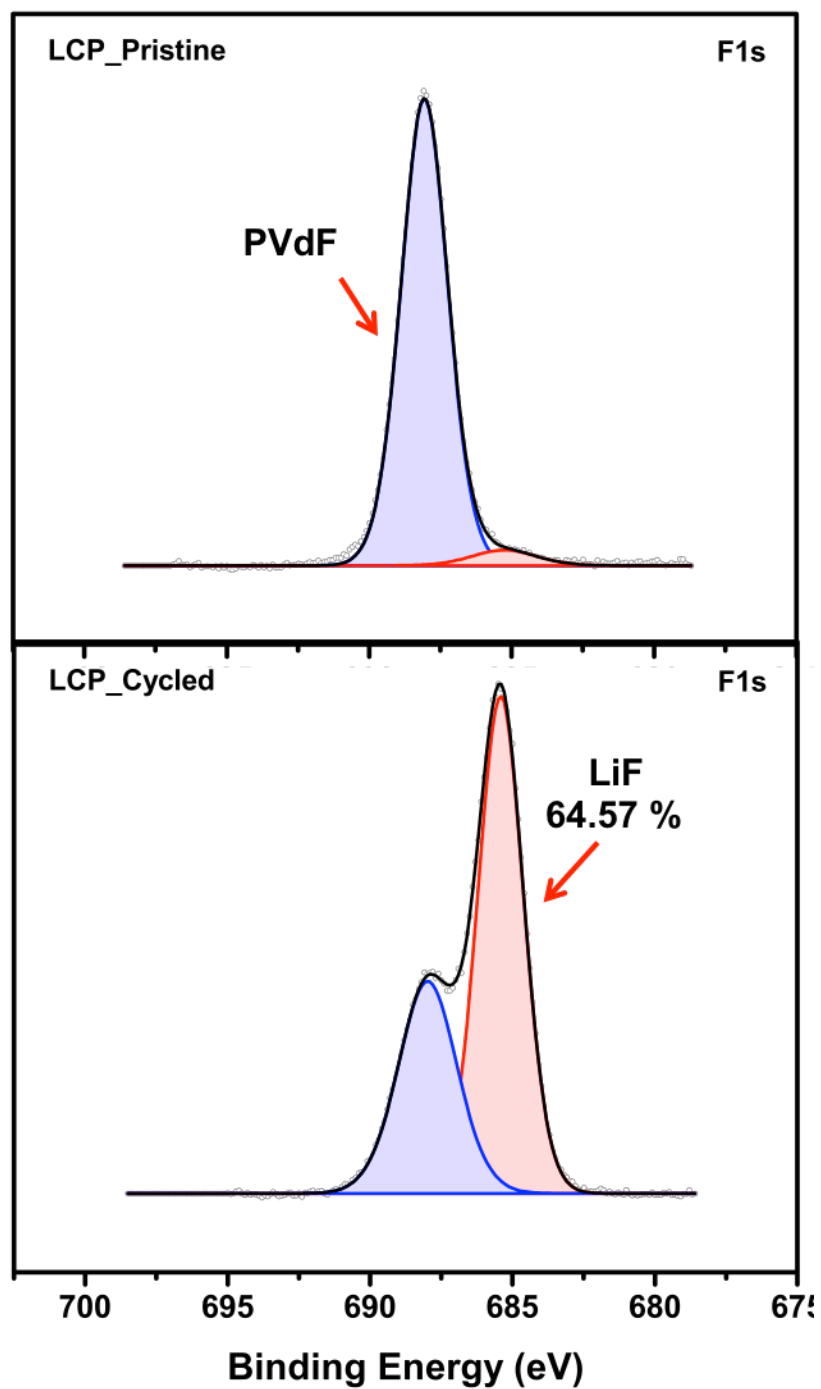 LCP_Pristine
F1s
PVdF
LCP_Cycled
F1s
LiF
64.57 %
700 695 690 685 680 675
Binding Energy (eV)